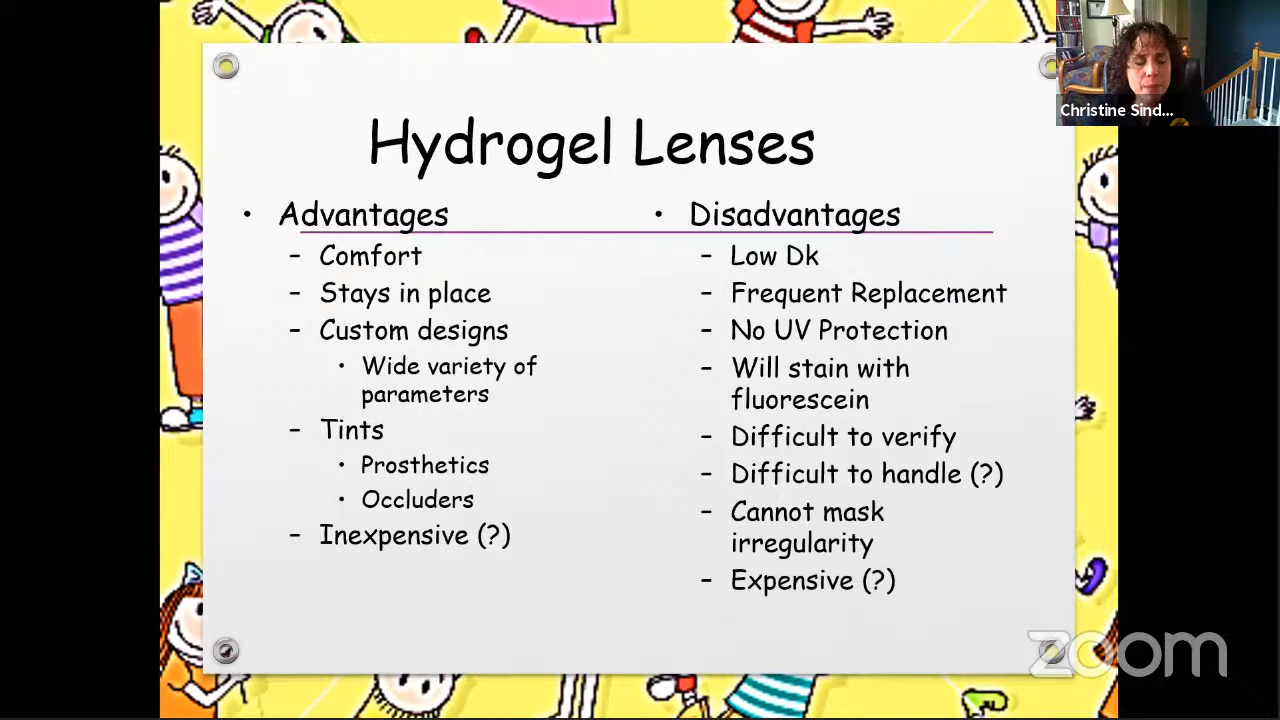 Hydrogel Lenses
• Advantages
– Comfort
– Stays in place
– Custom designs
• Wide variety of
parameters
– Tints
• Prosthetics
• Occluders
– Inexpensive (?)
• Disadvantages
– Low Dk
– Frequent Replacement
– No UV Protection
– Will stain with
fluorescein
– Difficult to verify
– Difficult to handle (?)
– Cannot mask
irregularity
– Expensive (?)
Christine Sind...
zoom